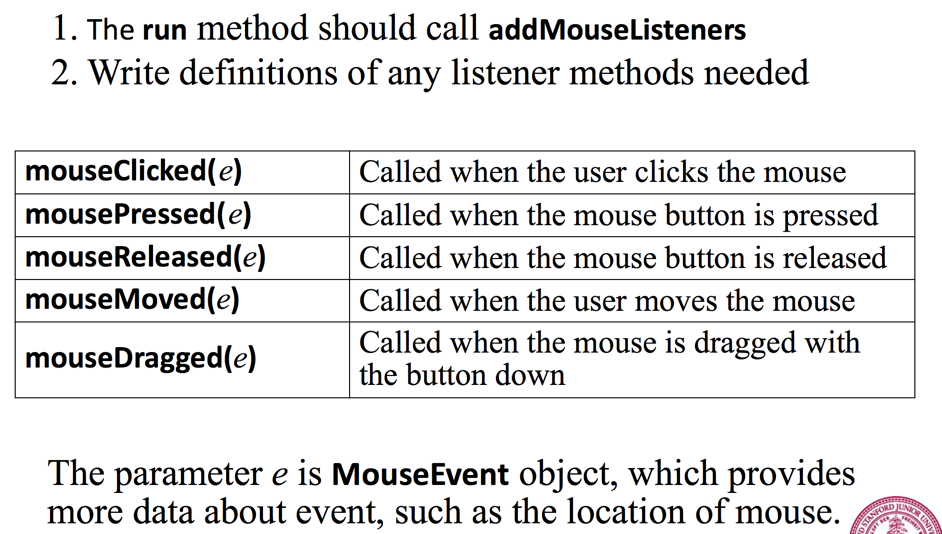 1. The run method should call addMouseListeners
2. Write definitions of any listener methods needed
mouseClicked(e) Called when the user clicks the mouse
mousePressed(e) Called when the mouse button is pressed
mouseReleased(e) Called when the mouse button is released
mouseMoved(e) Called when the user moves the mouse
mouseDragged(e) Called when the mouse is dragged with
the button down
The parameter e is MouseEvent object, which provides
more data about event, such as the location of mouse.
STANFORD JUNIOR